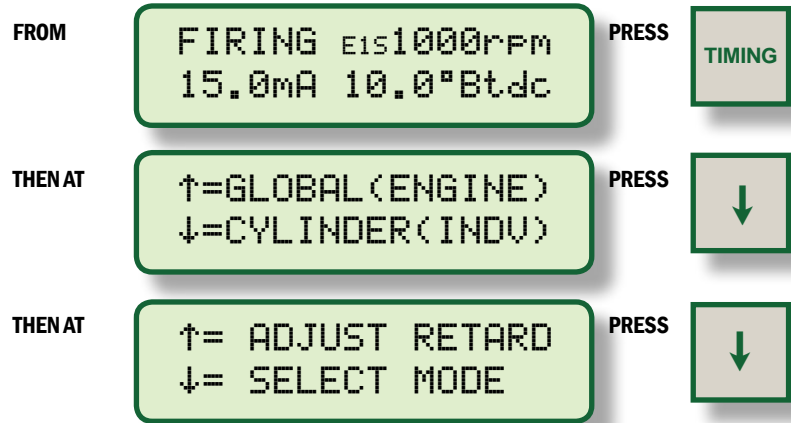 FROM
FIRING E1S1000rpm
15.0mA 10.0°Btdc
PRESS
TIMING
THEN AT
↑=GLOBAL(ENGINE)
↓=CYLINDER(INDV)
PRESS
↓
THEN AT
↑= ADJUST RETARD
↓= SELECT MODE
PRESS
↓